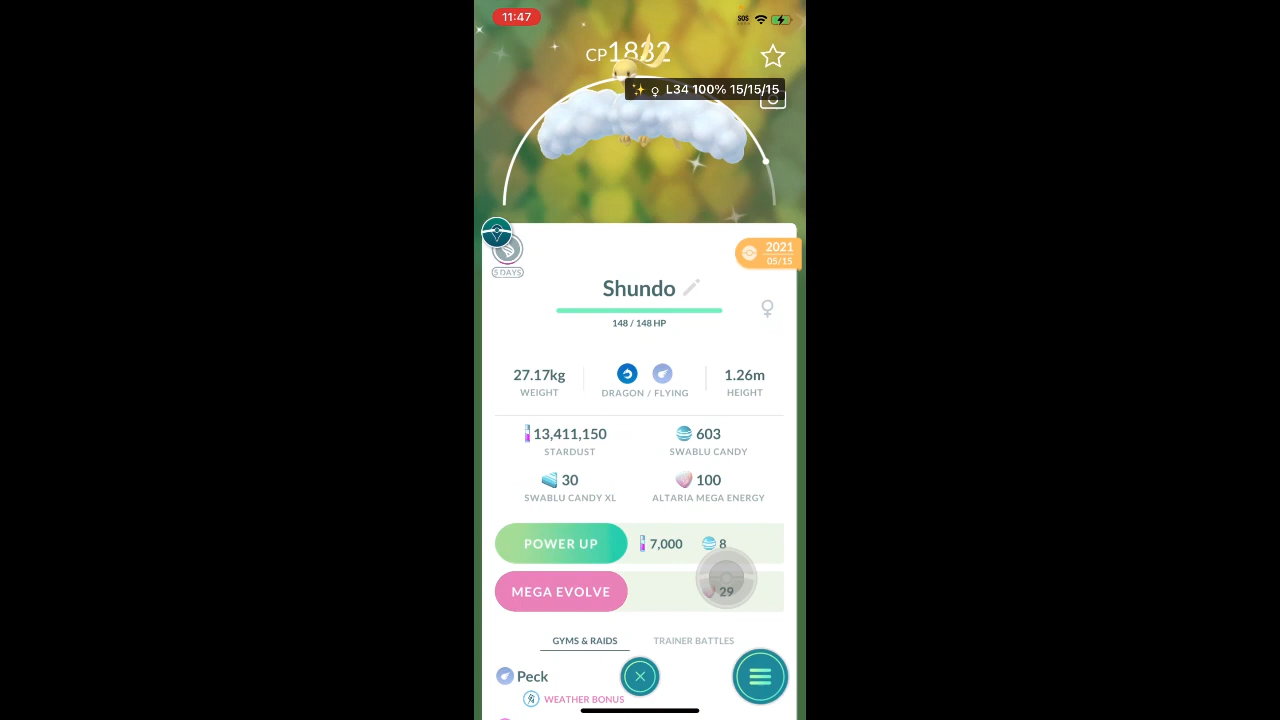 11:47
SOS
CP1832
♀ L34 100% 15/15/15
5 DAYS
2021
05/15
Shundo
148 / 148 HP
27.17kg
WEIGHT
DRAGON / FLYING
1.26m
HEIGHT
13,411,150
STARDUST
603
SWABLU CANDY
30
SWABLU CANDY XL
100
ALTARIA MEGA ENERGY
POWER UP
7,000
8
MEGA EVOLVE
29
GYMS & RAIDS
TRAINER BATTLES
Peck
WEATHER BONUS